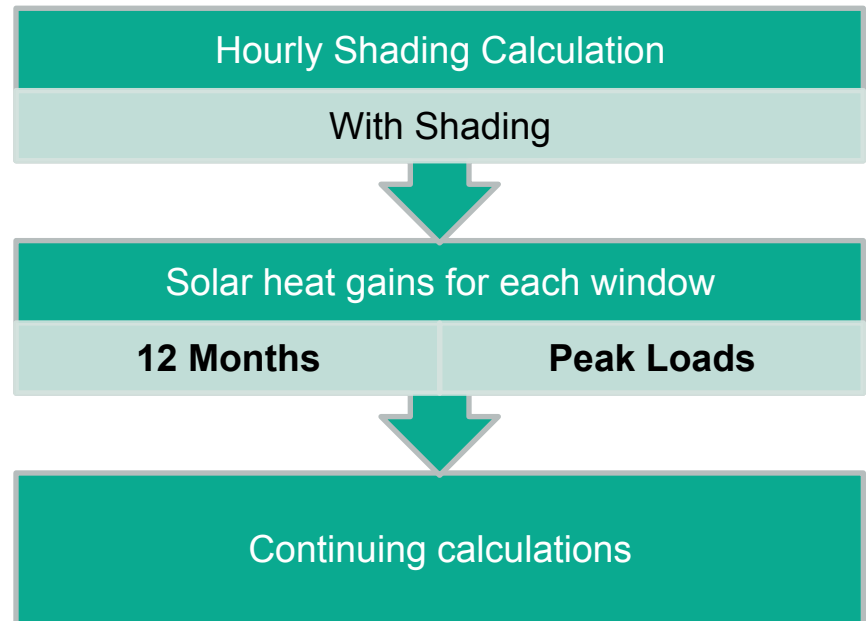 Hourly Shading Calculation
With Shading
Solar heat gains for each window
12 Months
Peak Loads
Continuing calculations